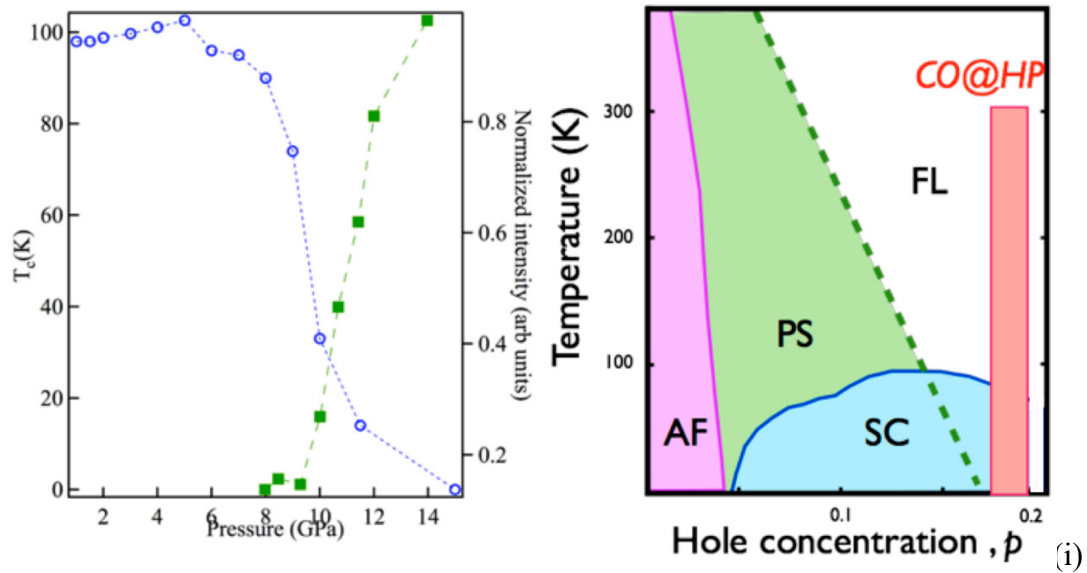 100
80
60
40
20
0
T_c(K)
2
4
6
8
10
12
14
Pressure (GPa)
0.8
0.6
0.4
0.2
Normalized intensity (arb units)
Temperature (K)
300
200
100
CO@HP
FL
PS
AF
SC
0.1
0.2
Hole concentration , p
(i)